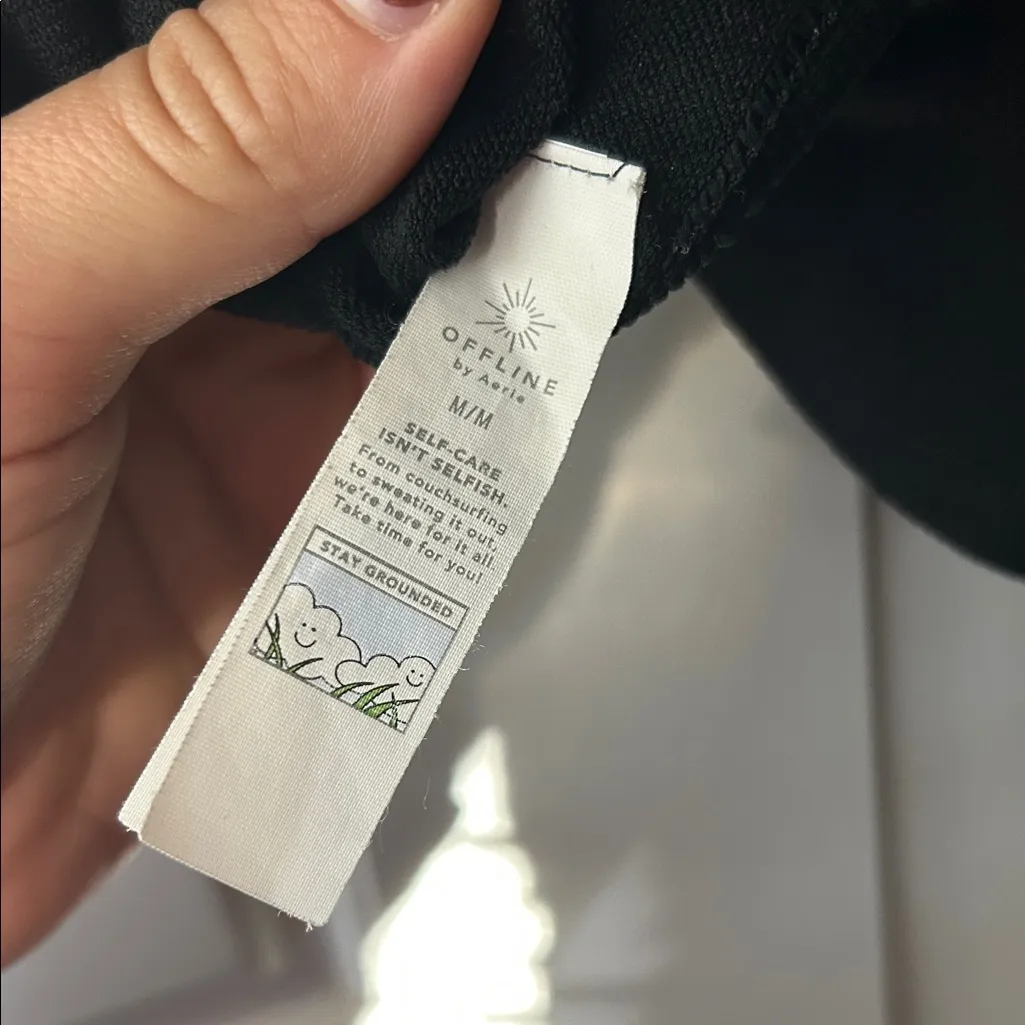 OFFLINE
by Aerie
M/M
SELF-CARE
ISN'T SELFISH.
From couchsurfing
to sweating it out,
we're here for it all.
Take time for you!
STAY GROUNDED